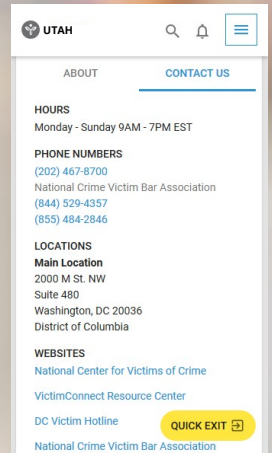 UTAH
ABOUT
CONTACT US
HOURS
Monday - Sunday 9AM - 7PM EST
PHONE NUMBERS
(202) 467-8700
National Crime Victim Bar Association
(844) 529-4357
(855) 484-2846
LOCATIONS
Main Location
2000 M St. NW
Suite 480
Washington, DC 20036
District of Columbia
WEBSITES
National Center for Victims of Crime
VictimConnect Resource Center
DC Victim Hotline
QUICK EXIT
National Crime Victim Bar Association